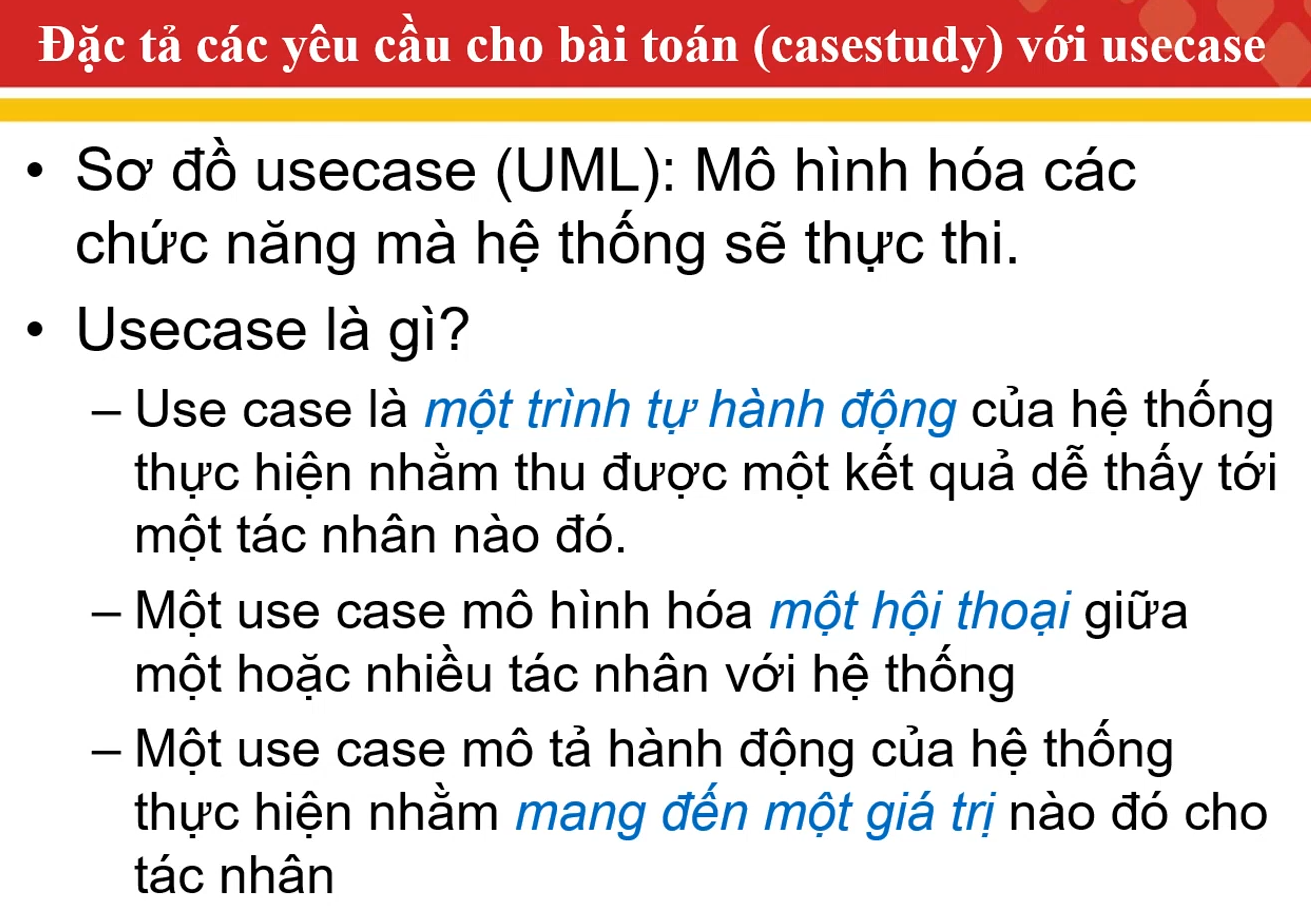 Đặc tả các yêu cầu cho bài toán (casestudy) với usecase
• Sơ đồ usecase (UML): Mô hình hóa các
chức năng mà hệ thống sẽ thực thi.
• Usecase là gì?
– Use case là một trình tự hành động của hệ thống
thực hiện nhằm thu được một kết quả dễ thấy tới
một tác nhân nào đó.
– Một use case mô hình hóa một hội thoại giữa
một hoặc nhiều tác nhân với hệ thống
– Một use case mô tả hành động của hệ thống
thực hiện nhằm mang đến một giá trị nào đó cho
tác nhân